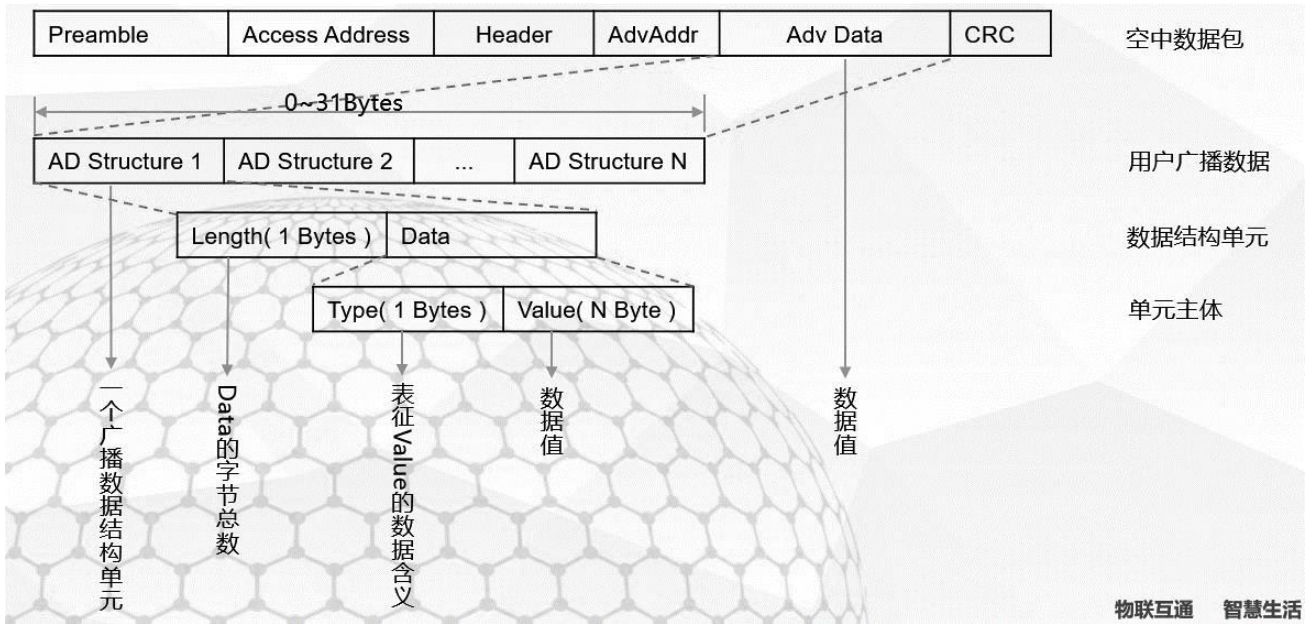 Preamble Access Address Header AdvAddr Adv Data CRC 空中数据包
0~31Bytes
AD Structure 1 AD Structure 2 ... AD Structure N 用户广播数据
Length( 1 Bytes ) Data 数据结构单元
Type( 1 Bytes ) Value( N Byte ) 单元主体
一个广播数据结构单元
Data的字节总数
表征Value的数据含义
数据值
数据值
物联互通 智慧生活